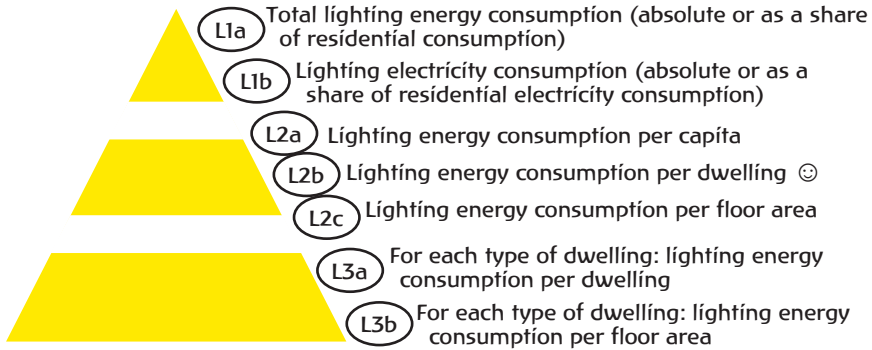 L1a Total lighting energy consumption (absolute or as a share
of residential consumption)
L1b Lighting electricity consumption (absolute or as a
share of residential electricity consumption)
L2a Lighting energy consumption per capita
L2b Lighting energy consumption per dwelling ☺
L2c Lighting energy consumption per floor area
L3a For each type of dwelling: lighting energy
consumption per dwelling
L3b For each type of dwelling: lighting energy
consumption per floor area